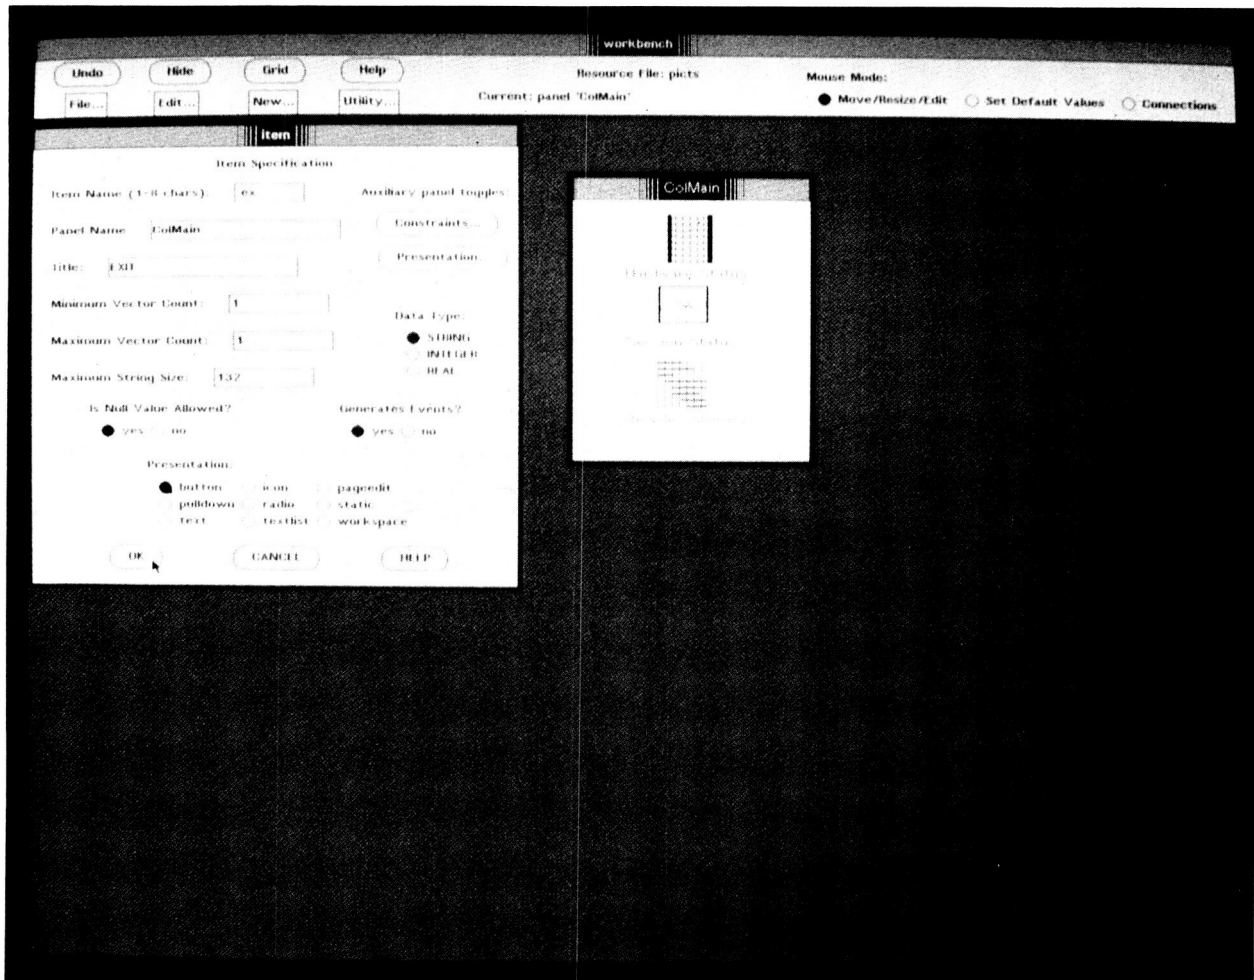 workbench
Undo Hide Grid Help Resource File: picts Mouse Mode:
File... Edit... New... Utility... Current: panel 'ColMain' Move/Resize/Edit Set Default Values Connections
item
Item Specification
Item Name (1-8 chars): ex Auxiliary panel toggles:
Panel Name ColMain Constraints...
Title: EXIT Presentation...
Minimum Vector Count: 1
Data Type:
Maximum Vector Count: 1 STRING
INTEGER
Maximum String Size: 132 REAL
Is Null Value Allowed? Generates Events?
yes no yes no
Presentation:
button icon pageedit
pulldown radio static
text textlist workspace
OK CANCEL HELP
ColMain
Hardware Status
Status